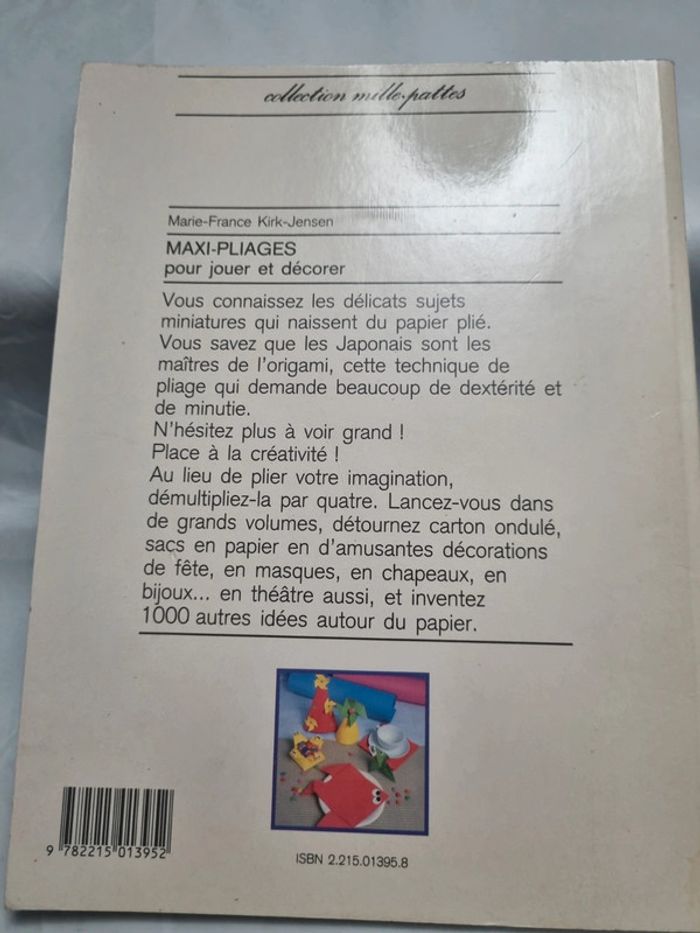 collection mille-pattes
Marie-France Kirk-Jensen
MAXI-PLIAGES
pour jouer et décorer
Vous connaissez les délicats sujets
miniatures qui naissent du papier plié.
Vous savez que les Japonais sont les
maîtres de l'origami, cette technique de
pliage qui demande beaucoup de dextérité et
de minutie.
N'hésitez plus à voir grand !
Place à la créativité !
Au lieu de plier votre imagination,
démultipliez-la par quatre. Lancez-vous dans
de grands volumes, détournez carton ondulé,
sacs en papier en d'amusantes décorations
de fête, en masques, en chapeaux, en
bijoux... en théâtre aussi, et inventez
1000 autres idées autour du papier.
9 782215 013952
ISBN 2.215.01395.8